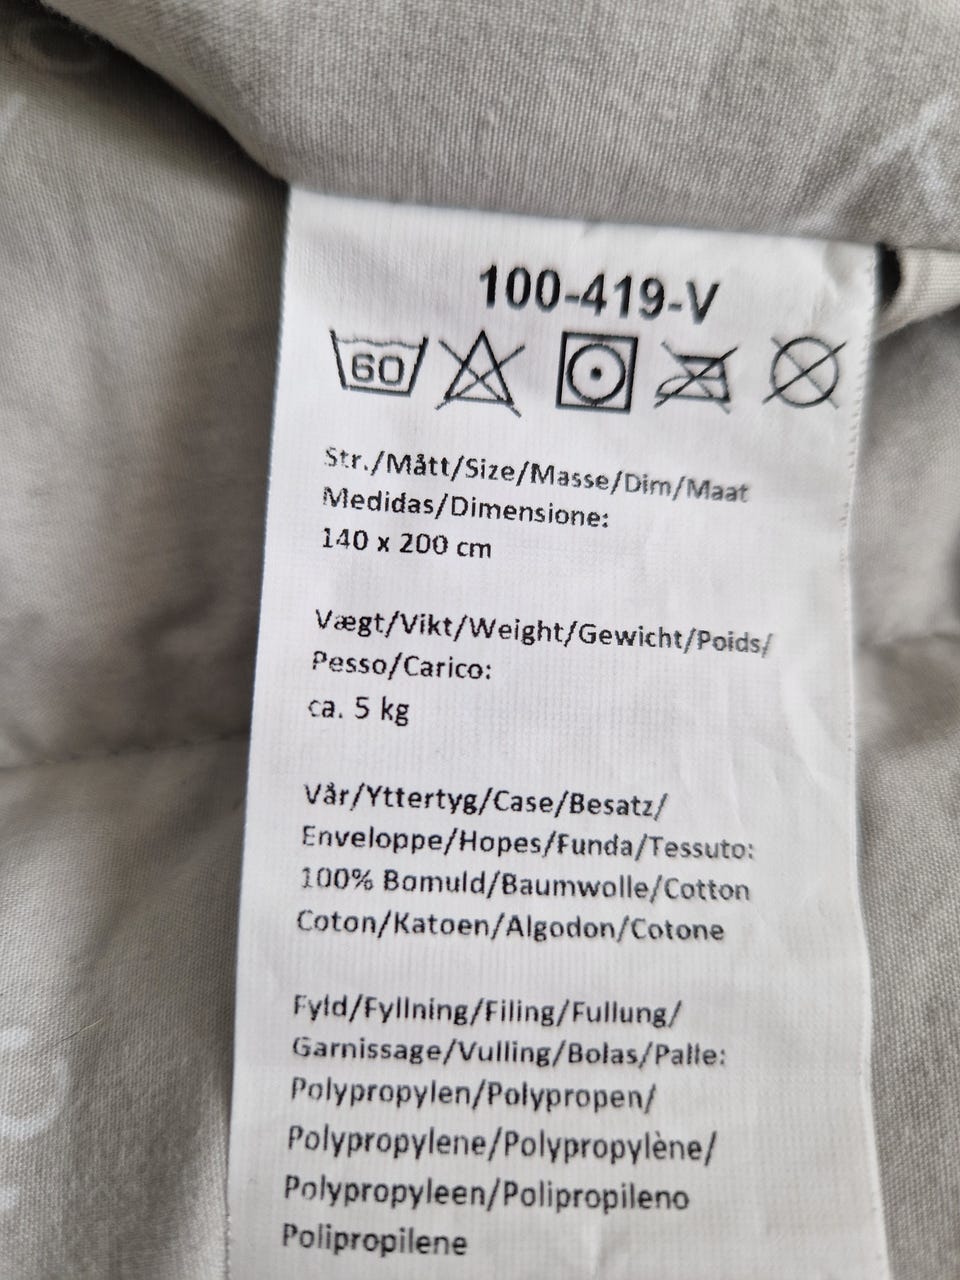 100-419-V
60
Str./Mått/Size/Masse/Dim/Maat
Medidas/Dimensione:
140 x 200 cm
Vægt/Vikt/Weight/Gewicht/Poids/
Pesso/Carico:
ca. 5 kg
Vår/Yttertyg/Case/Besatz/
Enveloppe/Hopes/Funda/Tessuto:
100% Bomuld/Baumwolle/Cotton
Coton/Katoen/Algodon/Cotone
Fyld/Fyllning/Filing/Fullung/
Garnissage/Vulling/Bolas/Palle:
Polypropylen/Polypropen/
Polypropylene/Polypropylène/
Polypropyleen/Polipropileno
Polipropilene